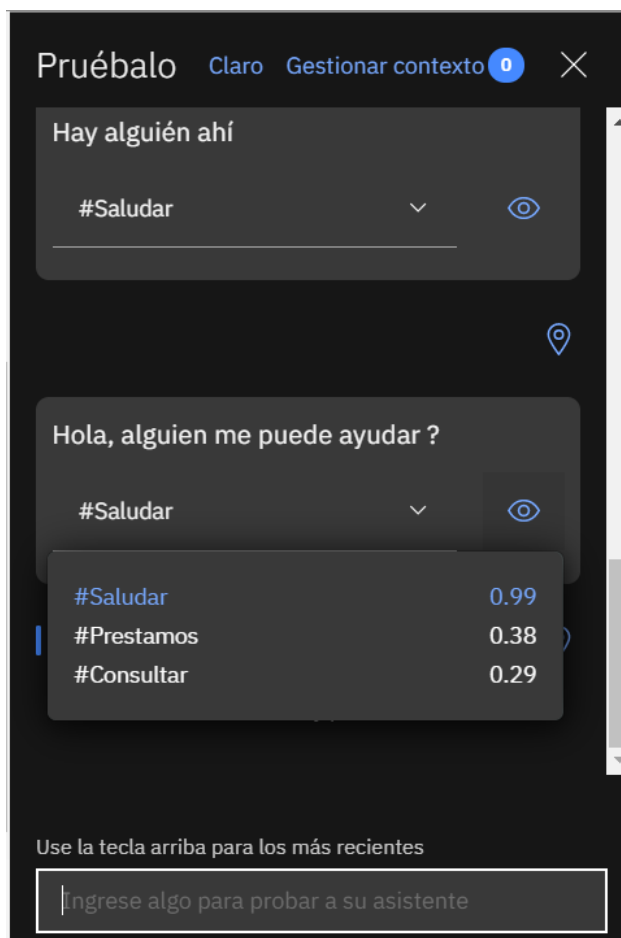 Pruébalo Claro Gestionar contexto 0
Hay alguién ahí
#Saludar
Hola, alguien me puede ayudar ?
#Saludar
#Saludar 0.99
#Prestamos 0.38
#Consultar 0.29
Use la tecla arriba para los más recientes
Ingrese algo para probar a su asistente